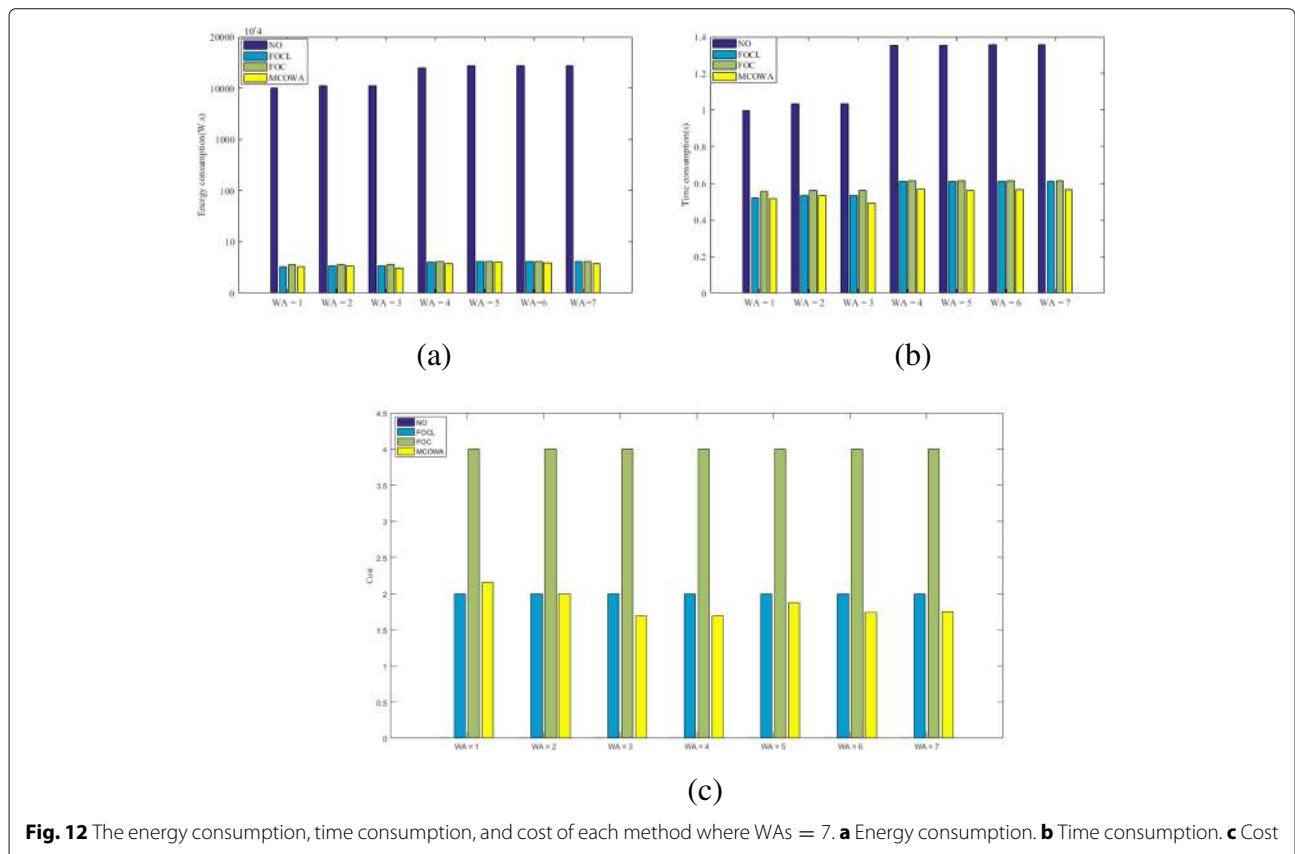 10^4
20000
10000
1000
100
10
0
Energy consumption(W.s)
NO
FOCL
FOC
MCOWA
WA = 1 WA = 2 WA = 3 WA = 4 WA = 5 WA=6 WA=7
(a)
1.4
1.2
1
0.8
0.6
0.4
0.2
0
Time consumption(s)
NO
FOCL
FOC
MCOWA
WA = 1 WA = 2 WA = 3 WA = 4 WA = 5 WA = 6 WA = 7
(b)
4.5
4
3.5
3
2.5
2
1.5
1
0.5
0
Cost
NO
FOCL
FOC
MCOWA
WA = 1 WA = 2 WA = 3 WA = 4 WA = 5 WA = 6 WA = 7
(c)
Fig. 12 The energy consumption, time consumption, and cost of each method where WAs = 7. a Energy consumption. b Time consumption. c Cost